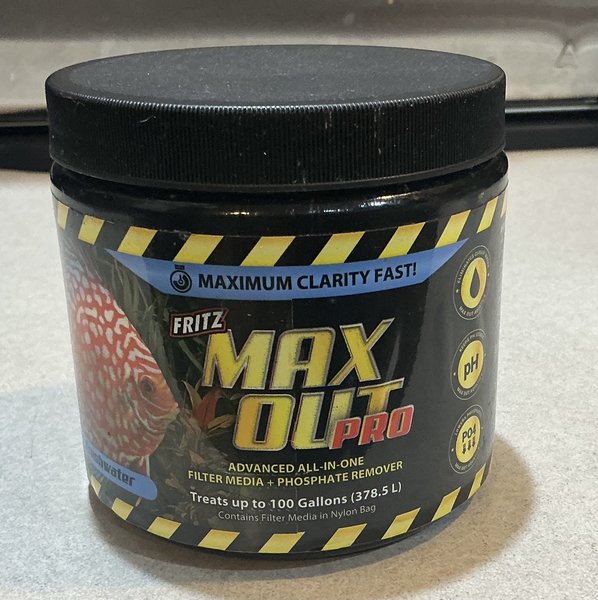 MAXIMUM CLARITY FAST!
FRITZ
MAX
OUT
PRO
ADVANCED ALL-IN-ONE
FILTER MEDIA + PHOSPHATE REMOVER
Treats up to 100 Gallons (378.5 L)
Contains Filter Media in Nylon Bag
pH
PO4